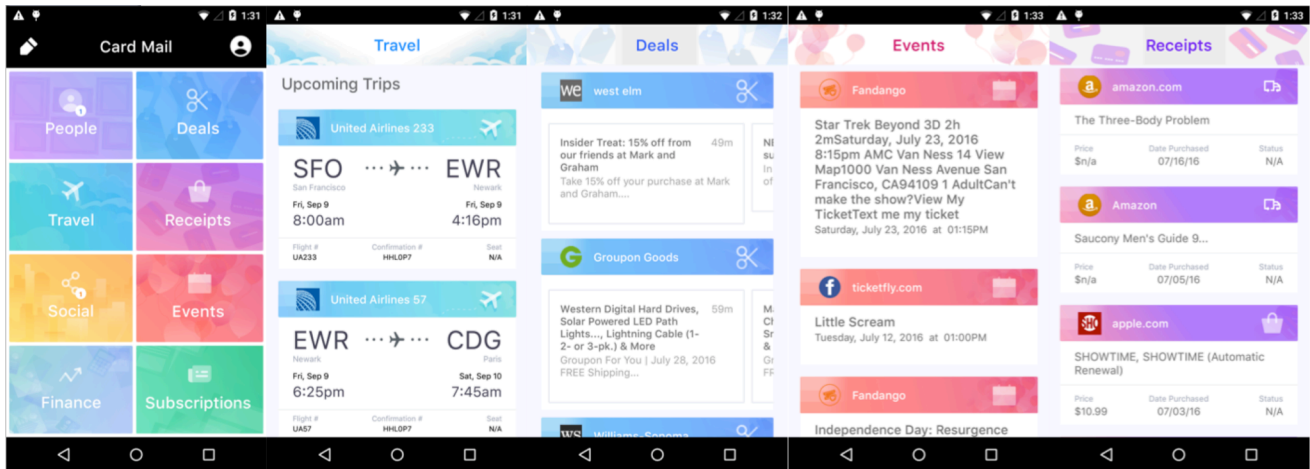 1:31
Card Mail
1
People
Deals
Travel
Receipts
1
Social
Events
Finance
Subscriptions
1:31
Travel
Upcoming Trips
United Airlines 233
SFO EWR
San Francisco Newark
Fri, Sep 9 Fri, Sep 9
8:00am 4:16pm
Flight # Confirmation # Seat
UA233 HHL0P7 N/A
United Airlines 57
EWR CDG
Newark Paris
Fri, Sep 9 Sat, Sep 10
6:25pm 7:45am
Flight # Confirmation # Seat
UA57 HHL0P7 N/A
1:32
Deals
we west elm
Insider Treat: 15% off from 49m
our friends at Mark and
Graham
Take 15% off your purchase at Mark
and Graham....
G Groupon Goods
Western Digital Hard Drives, 59m
Solar Powered LED Path
Lights..., Lightning Cable (1-
2- or 3-pk.) & More
Groupon For You | July 28, 2016
FREE Shipping...
WS Williams-Sonoma
1:33
Events
Fandango
Star Trek Beyond 3D 2h
2mSaturday, July 23, 2016
8:15pm AMC Van Ness 14 View
Map1000 Van Ness Avenue San
Francisco, CA94109 1 AdultCan't
make the show?View My
TicketText me my ticket
Saturday, July 23, 2016 at 01:15PM
f ticketfly.com
Little Scream
Tuesday, July 12, 2016 at 01:00PM
Fandango
Independence Day: Resurgence
1:33
Receipts
a amazon.com
The Three-Body Problem
Price Date Purchased Status
$n/a 07/16/16 N/A
a Amazon
Saucony Men's Guide 9...
Price Date Purchased Status
$n/a 07/05/16 N/A
SHO apple.com
SHOWTIME, SHOWTIME (Automatic
Renewal)
Price Date Purchased Status
$10.99 07/03/16 N/A